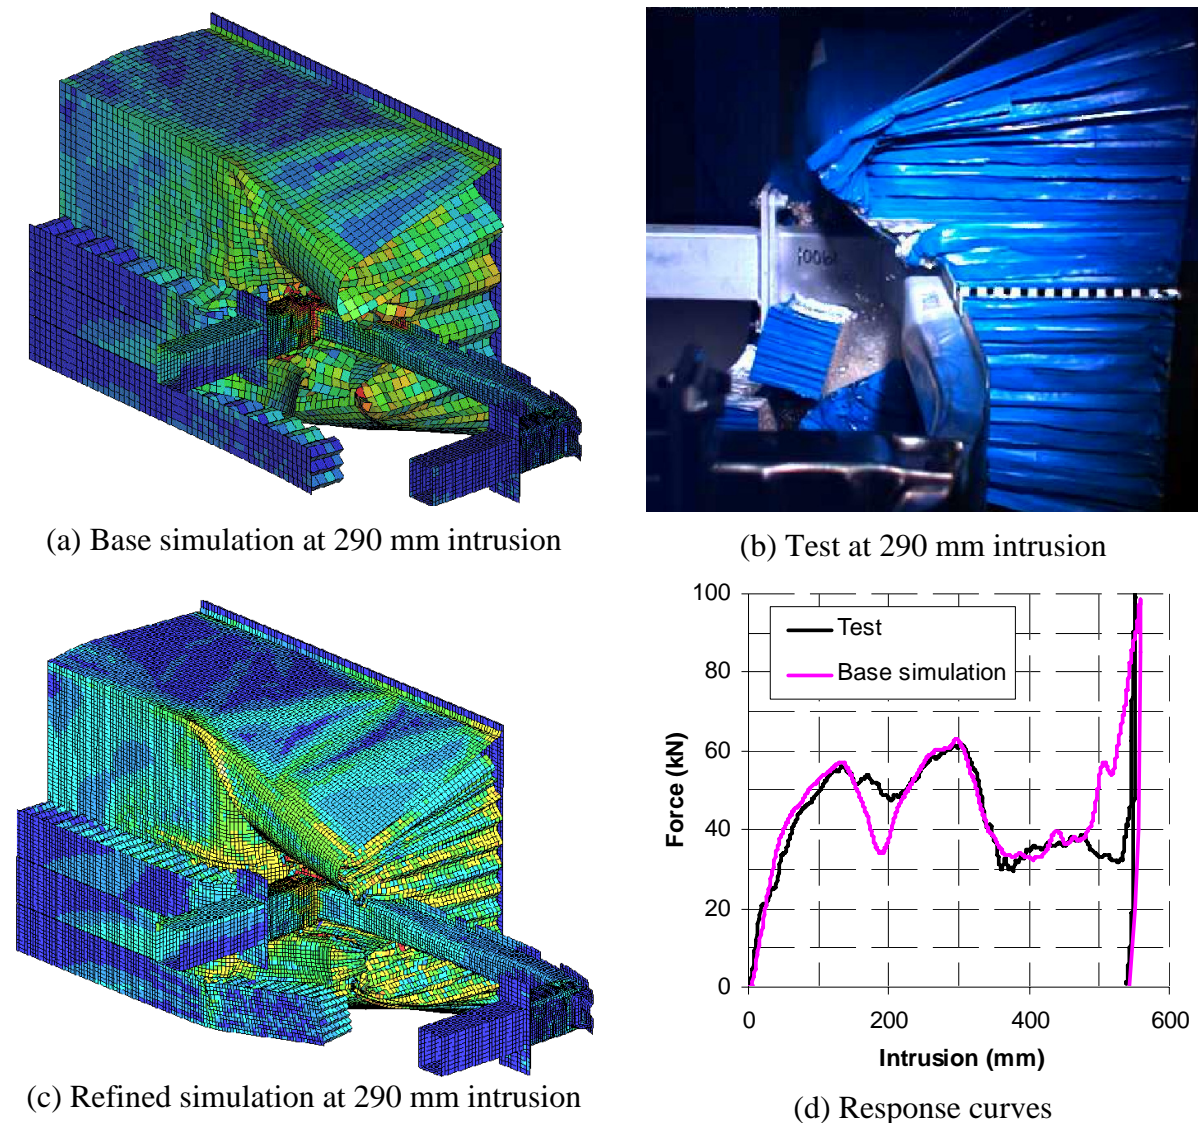 (a) Base simulation at 290 mm intrusion
(b) Test at 290 mm intrusion
100
80
60
40
20
0
Force (kN)
Test
Base simulation
0
200
400
600
Intrusion (mm)
(c) Refined simulation at 290 mm intrusion
(d) Response curves